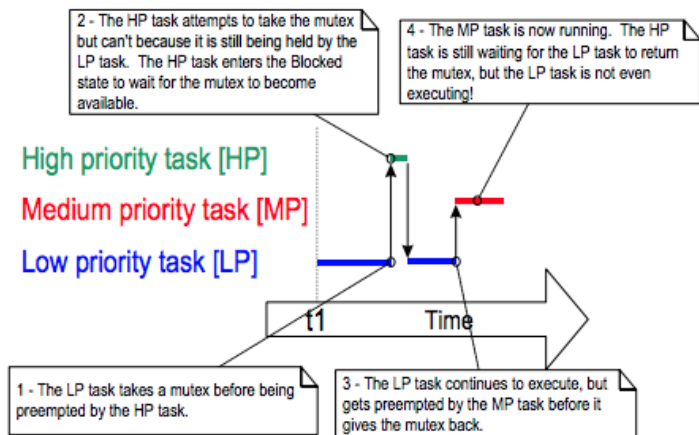 2 - The HP task attempts to take the mutex
but can't because it is still being held by the
LP task.  The HP task enters the Blocked
state to wait for the mutex to become
available.
4 - The MP task is now running.  The HP
task is still waiting for the LP task to return
the mutex, but the LP task is not even
executing!
High priority task [HP]
Medium priority task [MP]
Low priority task [LP]
t1
Time
1 - The LP task takes a mutex before being
preempted by the HP task.
3 - The LP task continues to execute, but
gets preempted by the MP task before it
gives the mutex back.